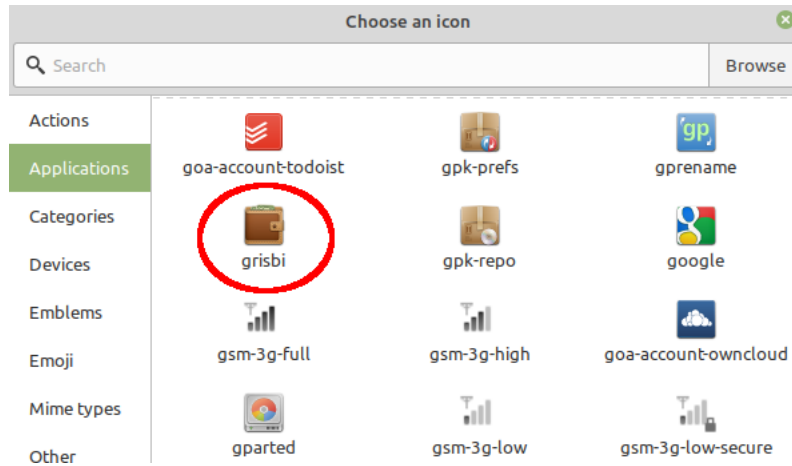 Choose an icon
Search
Browse
Actions
Applications
Categories
Devices
Emblems
Emoji
Mime types
Other
goa-account-todoist
gpk-prefs
gp
gprename
grisbi
gpk-repo
google
gsm-3g-full
gsm-3g-high
goa-account-owncloud
gparted
gsm-3g-low
gsm-3g-low-secure